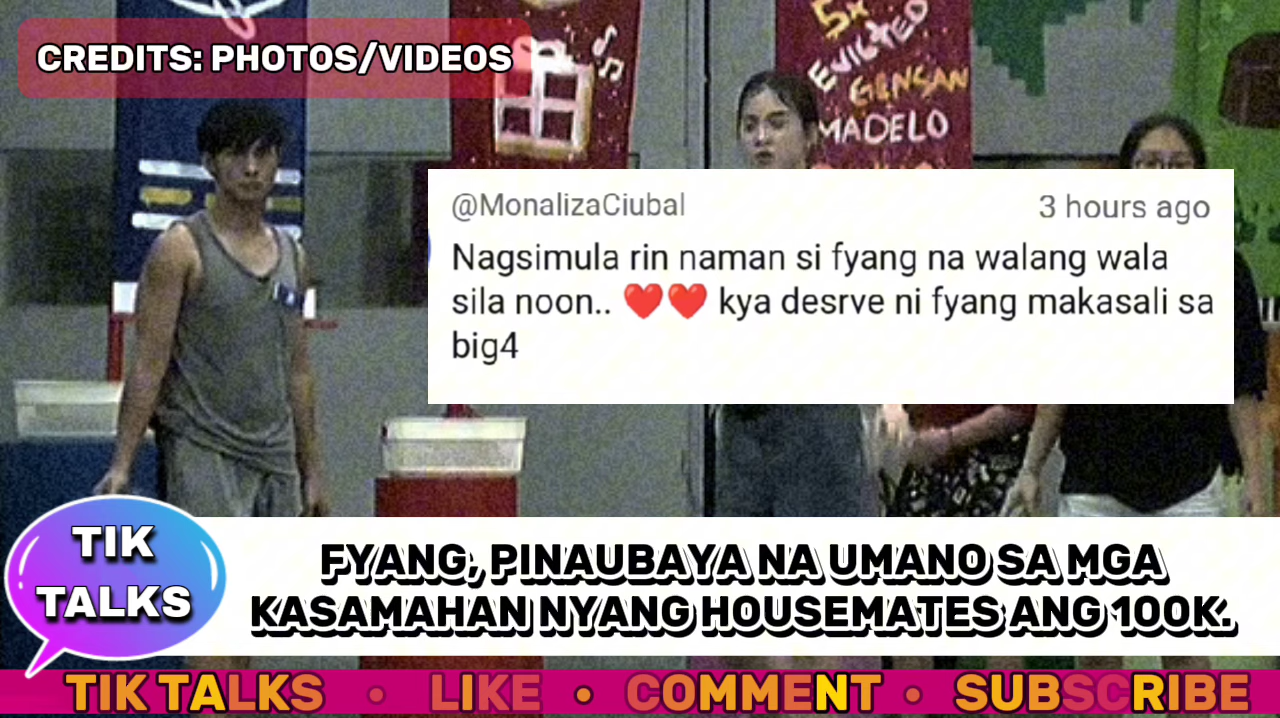 CREDITS: PHOTOS/VIDEOS
5x
EVICTED
GENSAN
MADELO
@MonalizaCiubal 3 hours ago
Nagsimula rin naman si fyang na walang wala
sila noon.. ❤️❤️ kya desrve ni fyang makasali sa
big4
TIK
TALKS
FYANG, PINAUBAYA NA UMANO SA MGA
KASAMAHAN NYANG HOUSEMATES ANG 100K.
TIK TALKS • LIKE • COMMENT • SUBSCRIBE